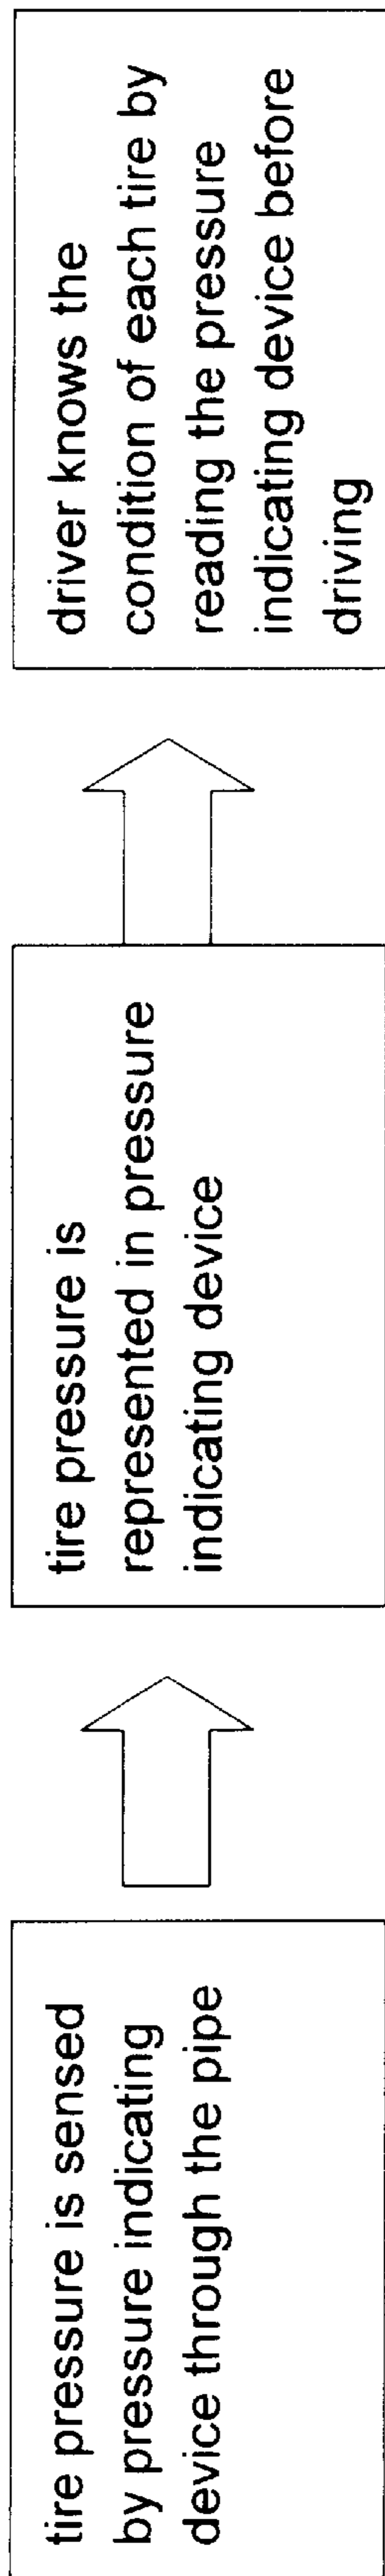 tire pressure is sensed
by pressure indicating
device through the pipe
tire pressure is
represented in pressure
indicating device
driver knows the
condition of each tire by
reading the pressure
indicating device before
driving